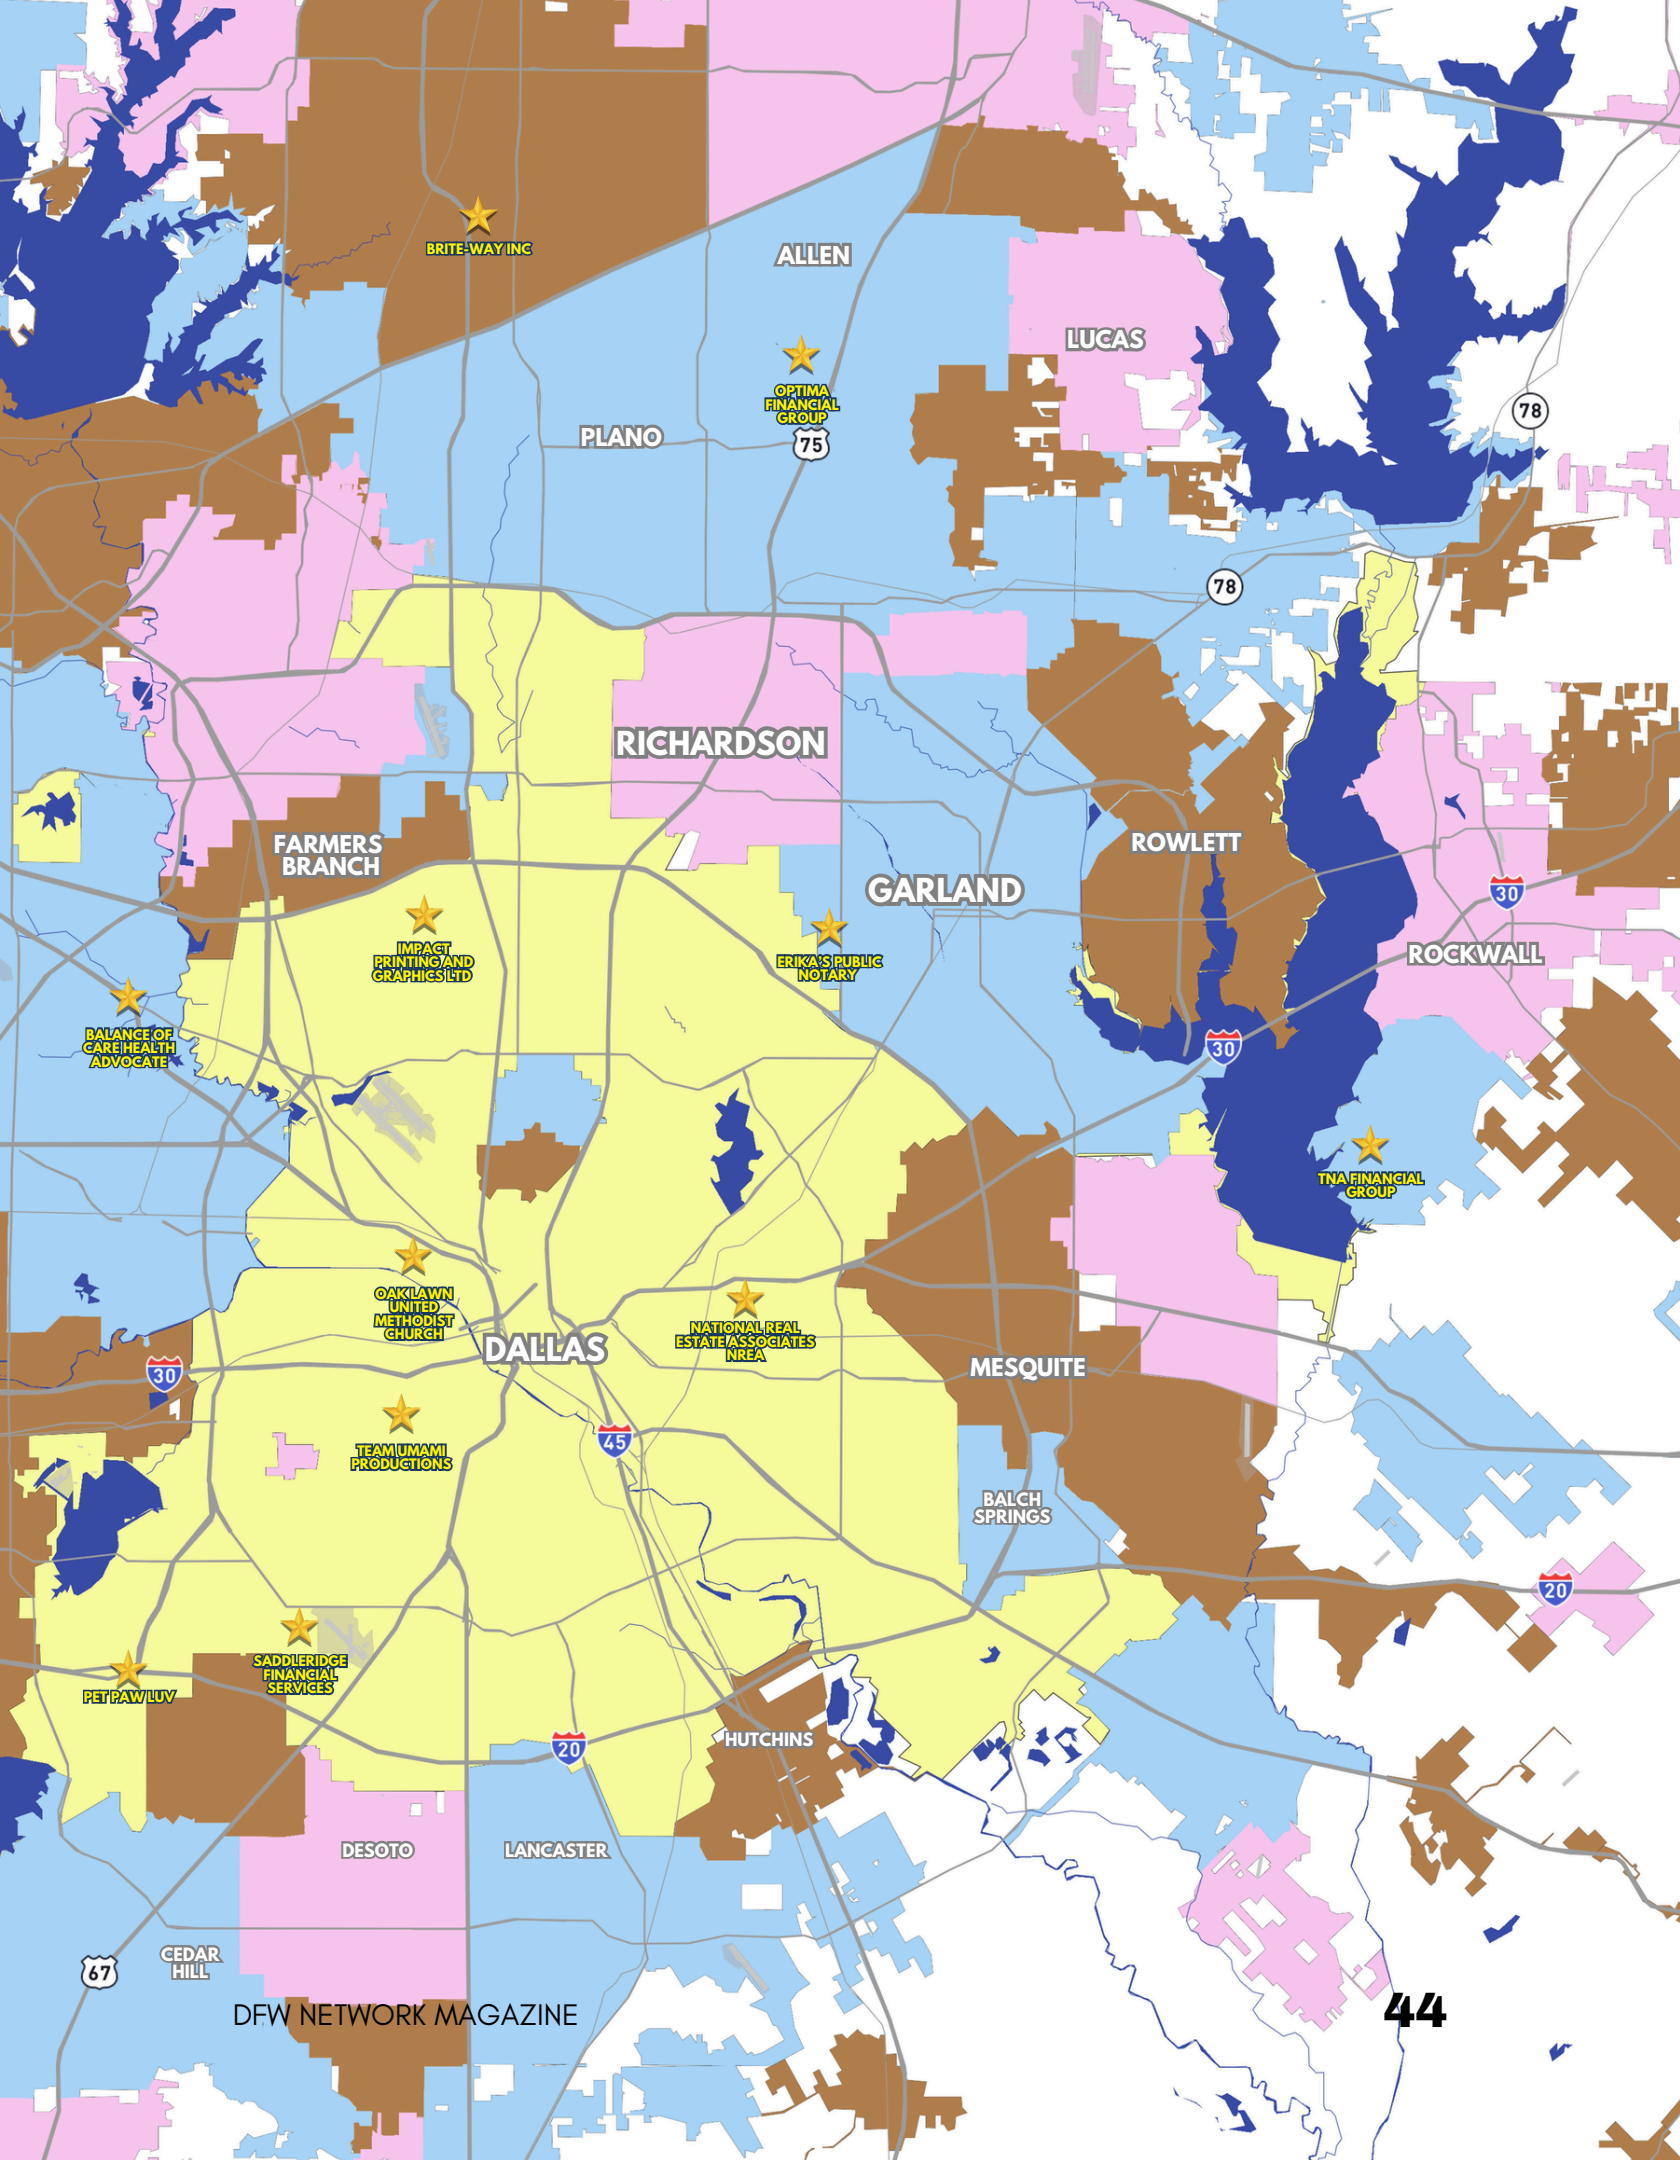 BRITE-WAY INC
ALLEN
LUCAS
OPTIMA
FINANCIAL
GROUP
75
PLANO
78
78
RICHARDSON
FARMERS
BRANCH
ROWLETT
GARLAND
30
IMPACT
PRINTING AND
GRAPHICS LTD
ERIKA'S PUBLIC
NOTARY
ROCKWALL
BALANCE OF
CARE HEALTH
ADVOCATE
30
TNA FINANCIAL
GROUP
OAK LAWN
UNITED
METHODIST
CHURCH
NATIONAL REAL
ESTATE ASSOCIATES
NREA
DALLAS
30
MESQUITE
TEAM UMAMI
PRODUCTIONS
45
BALCH
SPRINGS
20
SADDLERIDGE
FINANCIAL
SERVICES
PET PAW LUV
20
HUTCHINS
DESOTO
LANCASTER
CEDAR
HILL
67
DFW NETWORK MAGAZINE
44